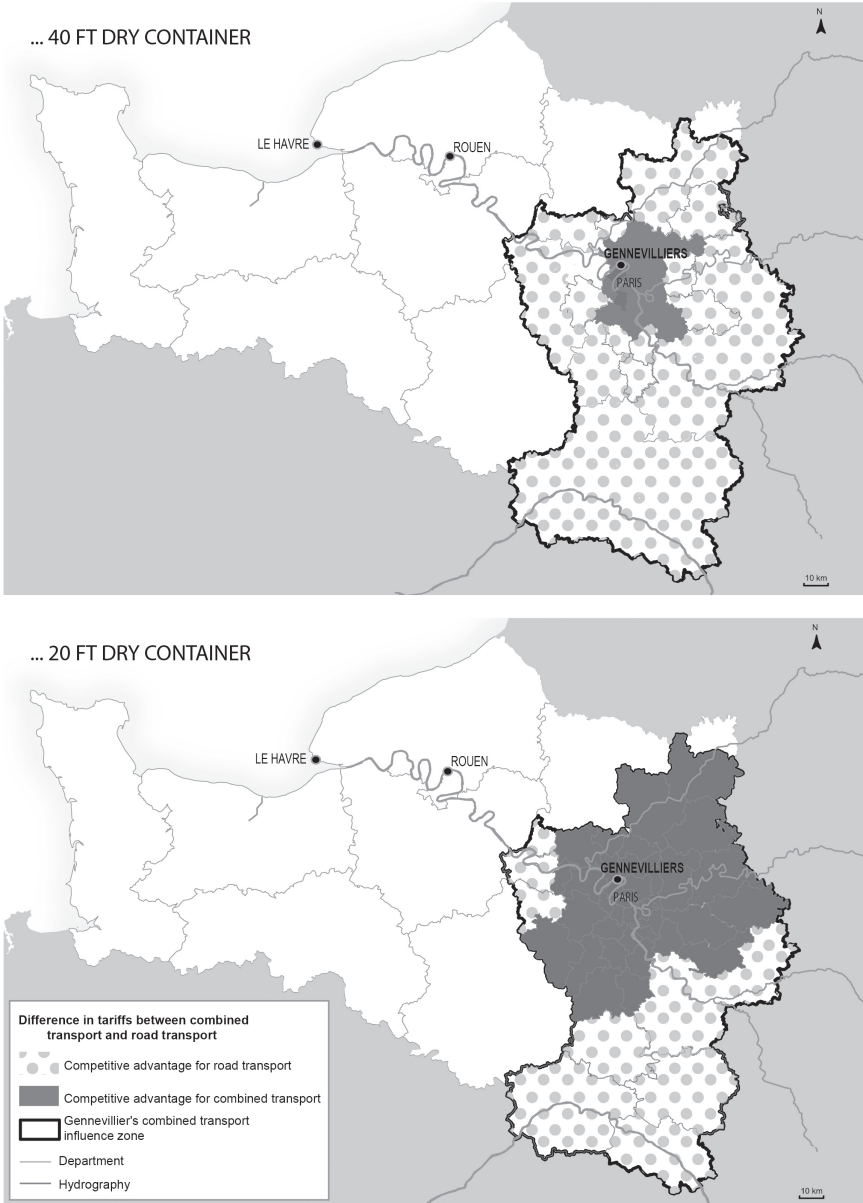 ... 40 FT DRY CONTAINER
N
LE HAVRE
ROUEN
GENNEVILLIERS
PARIS
10 km
... 20 FT DRY CONTAINER
N
LE HAVRE
ROUEN
GENNEVILLIERS
PARIS
Difference in tariffs between combined
transport and road transport
Competitive advantage for road transport
Competitive advantage for combined transport
Gennevillier's combined transport
influence zone
Department
Hydrography
10 km